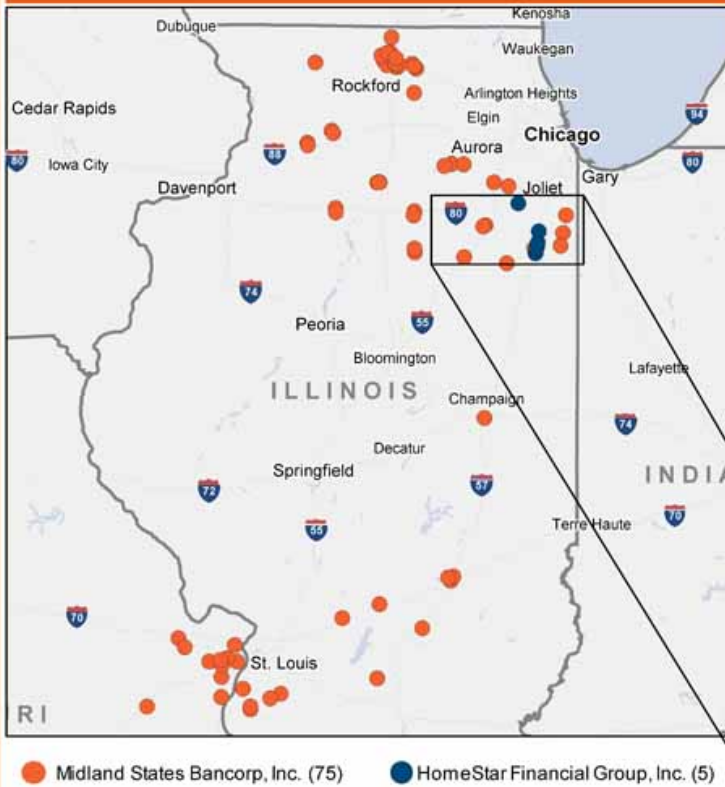 Kenosha
Dubuque
Waukegan
Rockford
Arlington Heights
Cedar Rapids
94
Elgin
Chicago
Aurora
80
Iowa City
88
80
Gary
Davenport
Joliet
80
74
Peoria
55
Bloomington
Lafayette
ILLINOIS
Champaign
74
Decatur
Springfield
INDIA
72
57
70
55
Terre Haute
70
St. Louis
RI
Midland States Bancorp, Inc. (75) HomeStar Financial Group, Inc. (5)